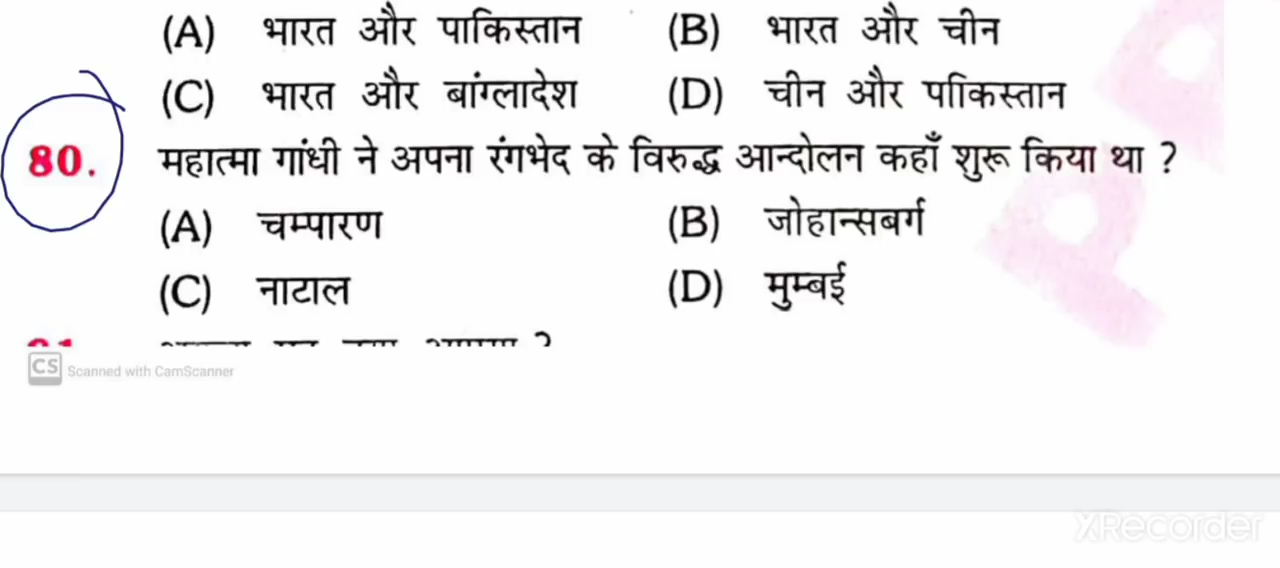 (A) भारत और पाकिस्तान (B) भारत और चीन
(C) भारत और बांग्लादेश (D) चीन और पाकिस्तान
80. महात्मा गांधी ने अपना रंगभेद के विरुद्ध आन्दोलन कहाँ शुरू किया था ?
(A) चम्पारण (B) जोहान्सबर्ग
(C) नाटाल (D) मुम्बई
CS Scanned with CamScanner
XRecorder